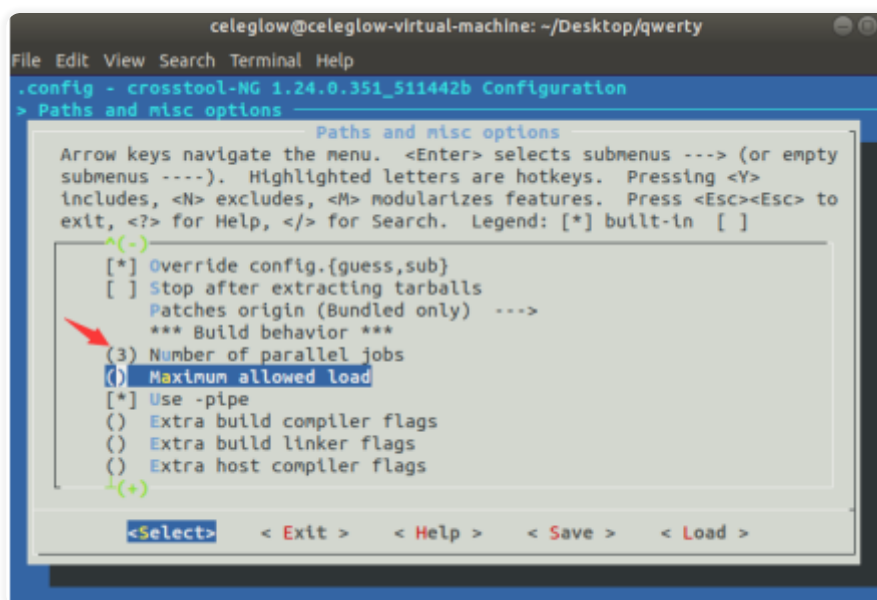 celeglow@celeglow-virtual-machine: ~/Desktop/qwerty
File Edit View Search Terminal Help
.config - crosstool-NG 1.24.0.351_511442b Configuration
> Paths and misc options
Paths and misc options
Arrow keys navigate the menu.  <Enter> selects submenus ---> (or empty
submenus ----).  Highlighted letters are hotkeys.  Pressing <Y>
includes, <N> excludes, <M> modularizes features.  Press <Esc><Esc> to
exit, <?> for Help, </> for Search.  Legend: [*] built-in  [ ]
^(-)
[*] Override config.{guess,sub}
[ ] Stop after extracting tarballs
Patches origin (Bundled only)  --->
*** Build behavior ***
(3) Number of parallel jobs
()  Maximum allowed load
[*] Use -pipe
()  Extra build compiler flags
()  Extra build linker flags
()  Extra host compiler flags
┴(+)
<Select>    < Exit >    < Help >    < Save >    < Load >